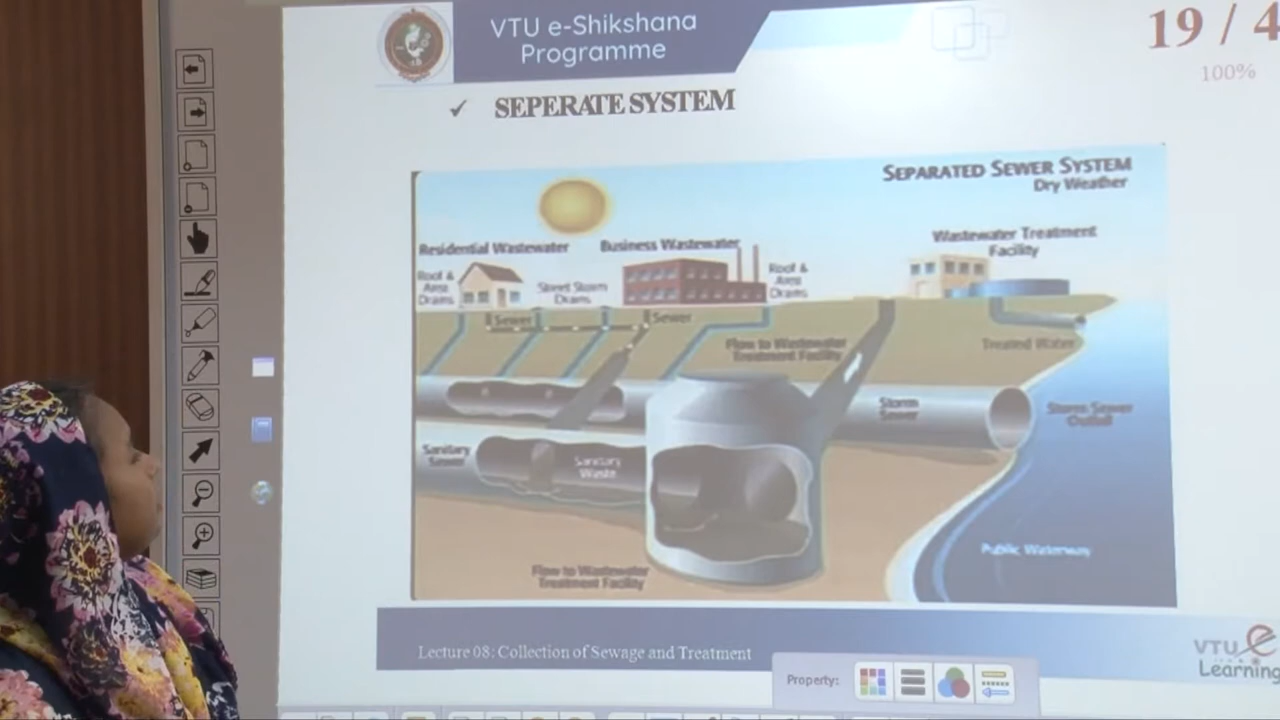 VTU e-Shikshana
Programme
19 / 4
100%
✓ SEPERATE SYSTEM
SEPARATED SEWER SYSTEM
Dry Weather
Residential Wastewater
Business Wastewater
Wastewater Treatment
Facility
Roof &
Area
Drains
Street Storm
Drains
Roof &
Area
Drains
Sewer
Sewer
Flow to Wastewater
Treatment Facility
Treated Water
Storm
Sewer
Storm Sewer
Outfall
Sanitary
Sewer
Sanitary
Waste
Public Waterway
Flow to Wastewater
Treatment Facility
Lecture 08: Collection of Sewage and Treatment
VTU e
Learning
Property: